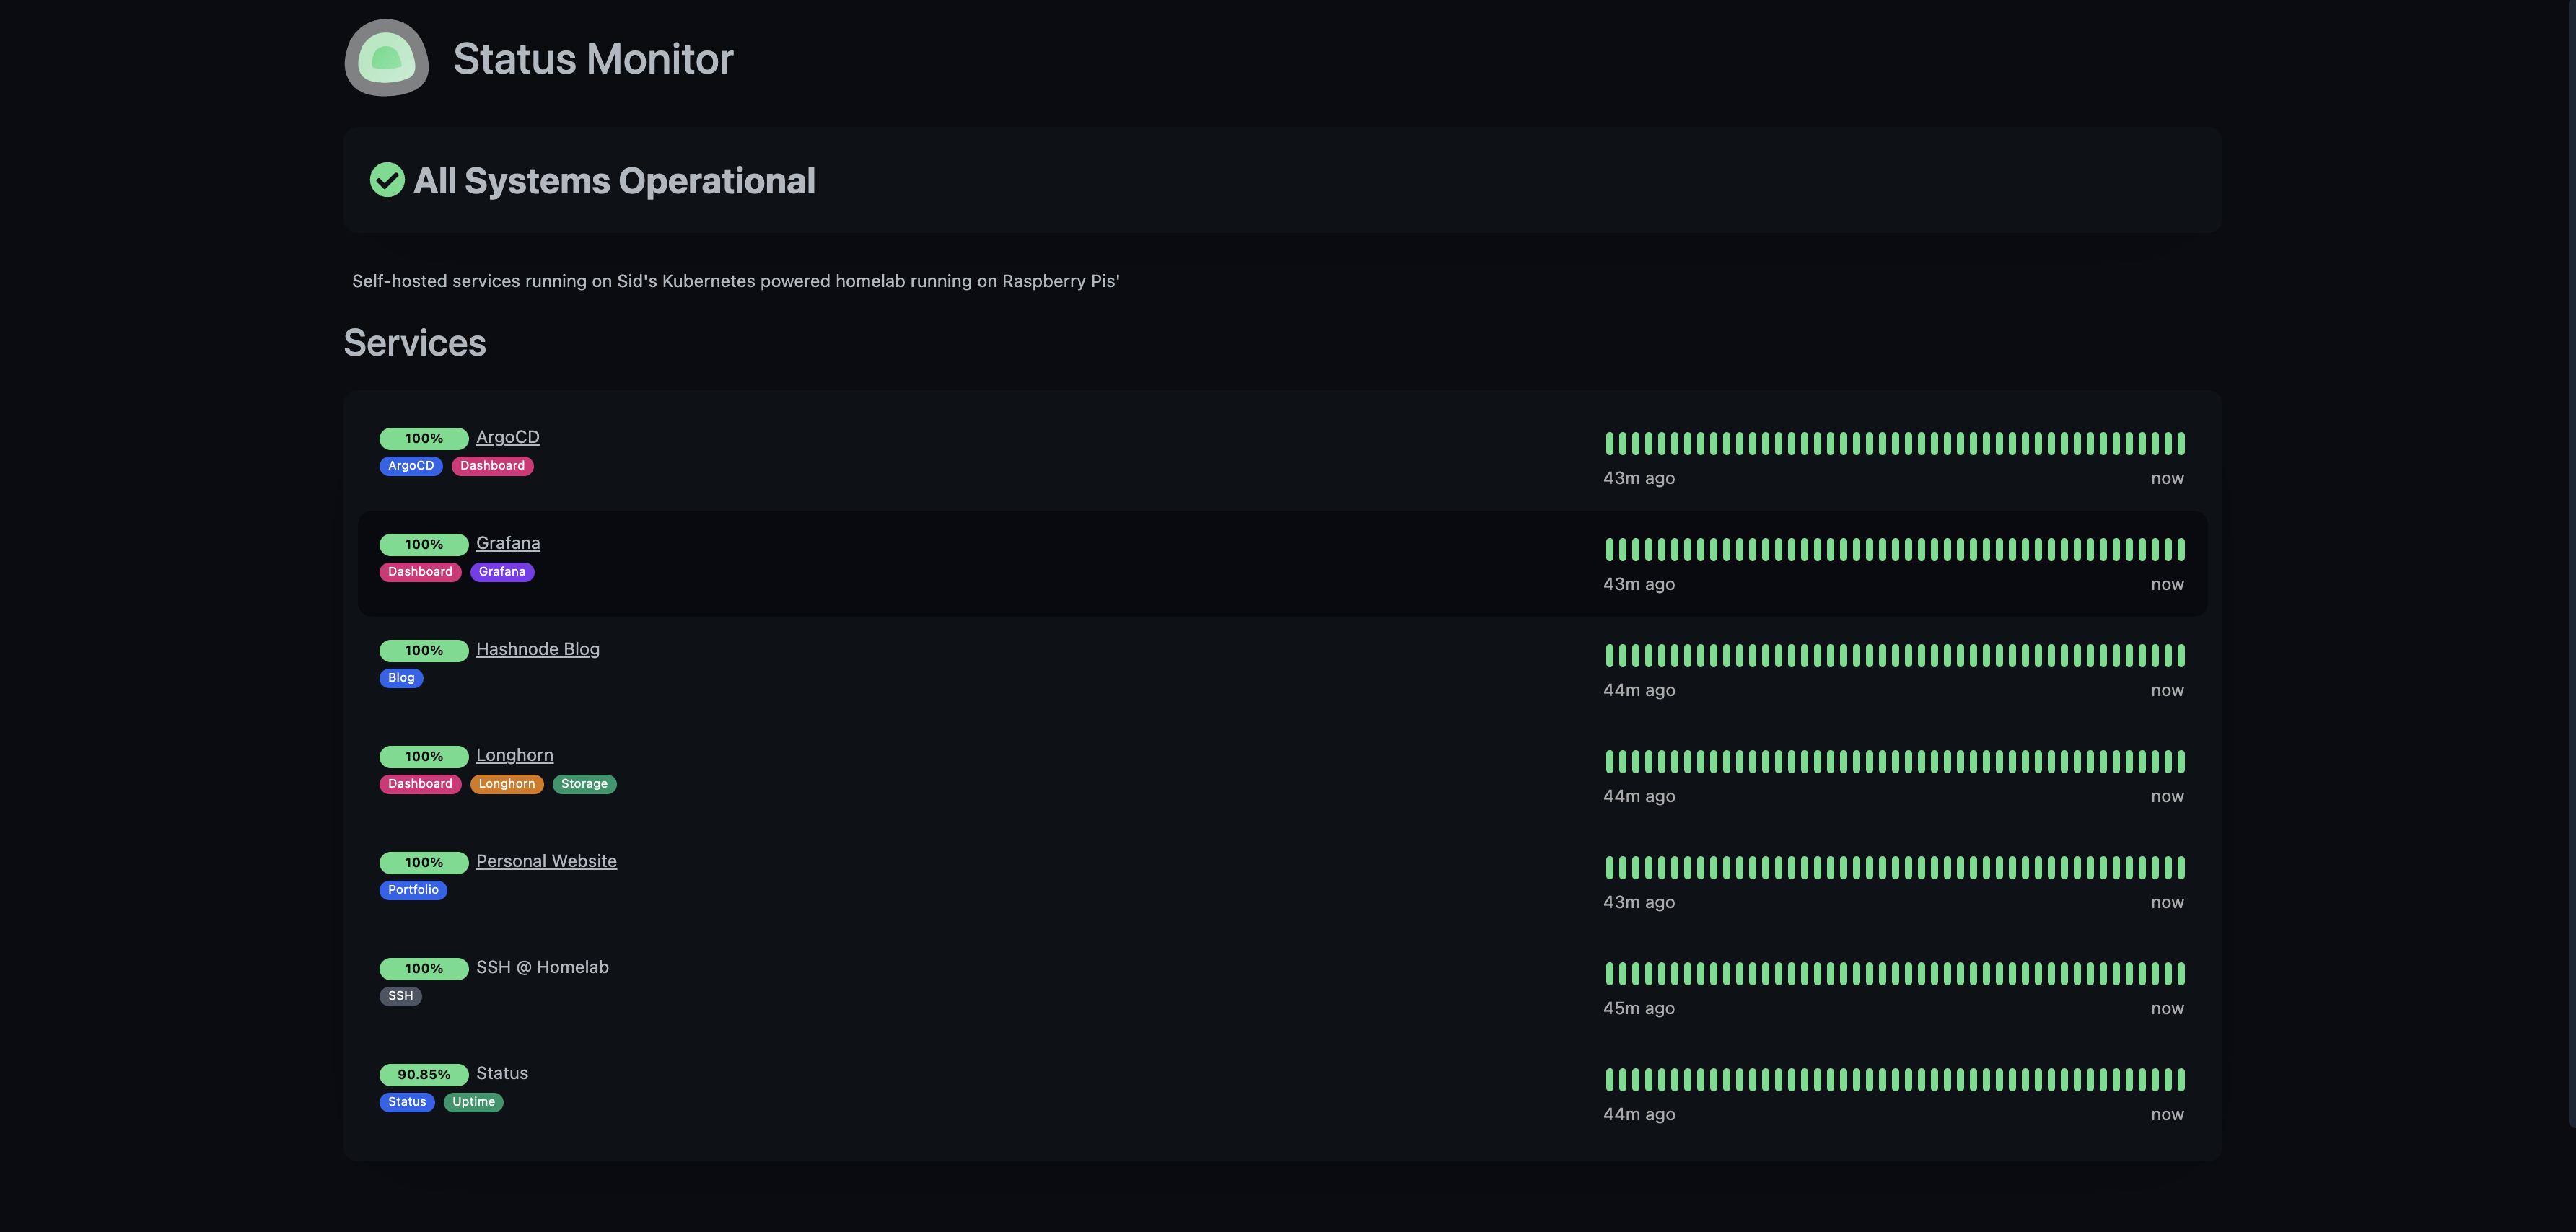 Status Monitor
All Systems Operational
Self-hosted services running on Sid's Kubernetes powered homelab running on Raspberry Pis'
Services
100% ArgoCD
ArgoCD Dashboard
43m ago now
100% Grafana
Dashboard Grafana
43m ago now
100% Hashnode Blog
Blog
44m ago now
100% Longhorn
Dashboard Longhorn Storage
44m ago now
100% Personal Website
Portfolio
43m ago now
100% SSH @ Homelab
SSH
45m ago now
90.85% Status
Status Uptime
44m ago now